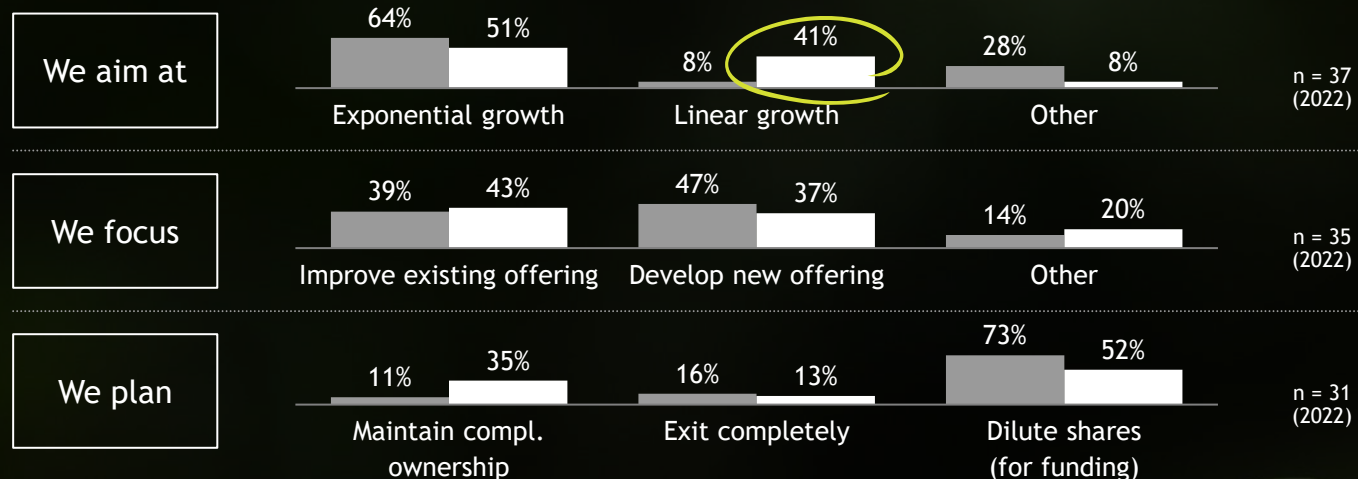 We aim at
64% 51% 8% 41% 28% 8%
Exponential growth Linear growth Other
n = 37
(2022)
We focus
39% 43% 47% 37% 14% 20%
Improve existing offering Develop new offering Other
n = 35
(2022)
We plan
11% 35% 16% 13% 73% 52%
Maintain compl. Exit completely Dilute shares
ownership (for funding)
n = 31
(2022)